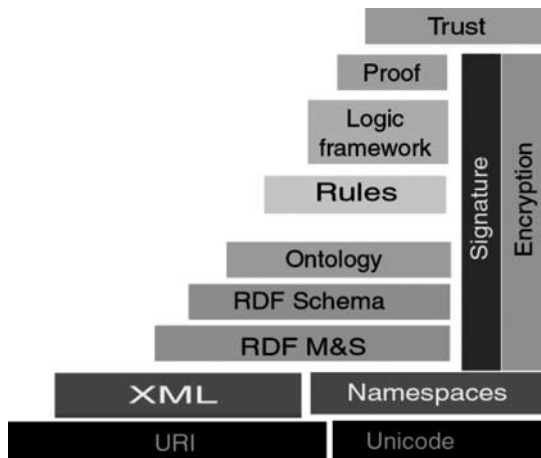 Trust
Proof
Logic
framework
Rules
Ontology
RDF Schema
RDF M&S
Signature
Encryption
XML
Namespaces
URI
Unicode